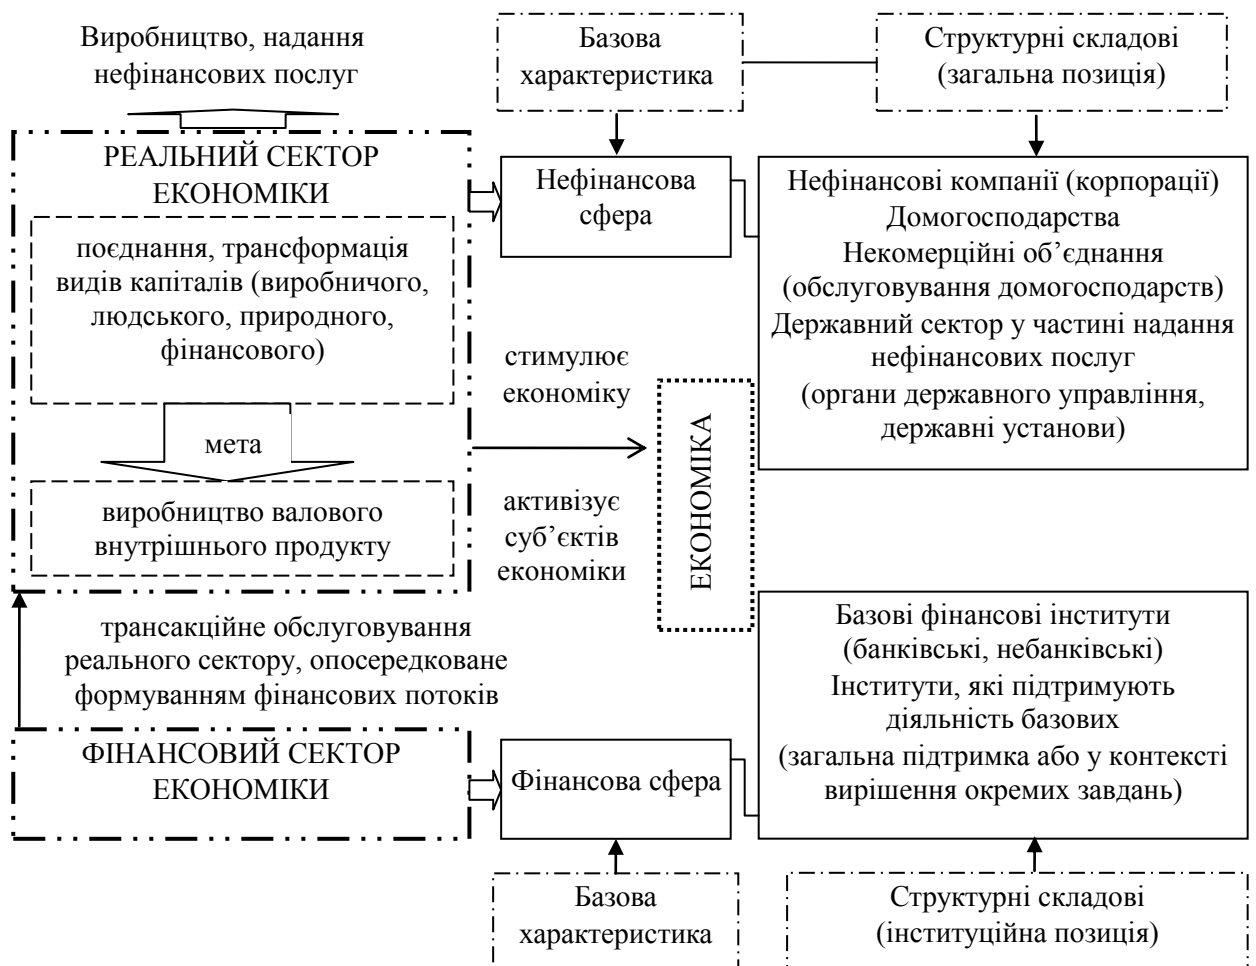 Виробництво, надання
нефінансових послуг
Базова
характеристика
Структурні складові
(загальна позиція)
РЕАЛЬНИЙ СЕКТОР
ЕКОНОМІКИ
поєднання, трансформація
видів капіталів (виробничого,
людського, природного,
фінансового)
мета
виробництво валового
внутрішнього продукту
Нефінансова
сфера
Нефінансові компанії (корпорації)
Домогосподарства
Некомерційні об’єднання
(обслуговування домогосподарств)
Державний сектор у частині надання
нефінансових послуг
(органи державного управління,
державні установи)
стимулює
економіку
активізує
суб’єктів
економіки
ЕКОНОМІКА
трансакційне обслуговування
реального сектору, опосередковане
формуванням фінансових потоків
ФІНАНСОВИЙ СЕКТОР
ЕКОНОМІКИ
Фінансова сфера
Базові фінансові інститути
(банківські, небанківські)
Інститути, які підтримують
діяльність базових
(загальна підтримка або у контексті
вирішення окремих завдань)
Базова
характеристика
Структурні складові
(інституційна позиція)